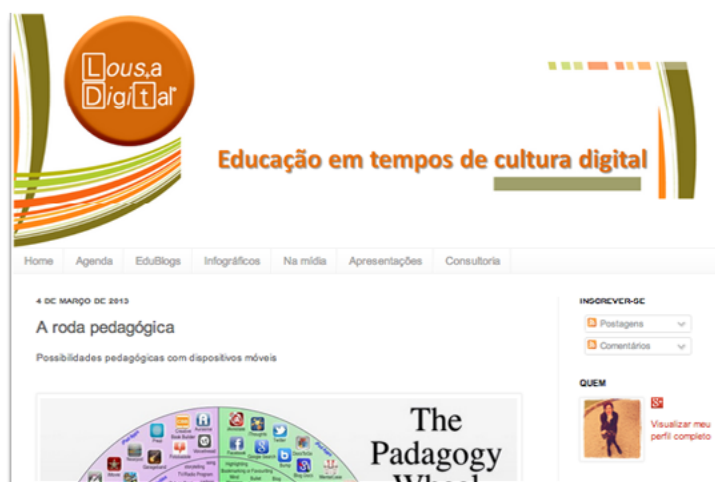 Lousa
Digital
Educação em tempos de cultura digital
Home Agenda EduBlogs Infográficos Na mídia Apresentações Consultoria
4 DE MARÇO DE 2013
A roda pedagógica
Possibilidades pedagógicas com dispositivos móveis
The
Padagogy
Wheel
INSCREVER-SE
Postagens
Comentários
QUEM
Visualizar meu
perfil completo